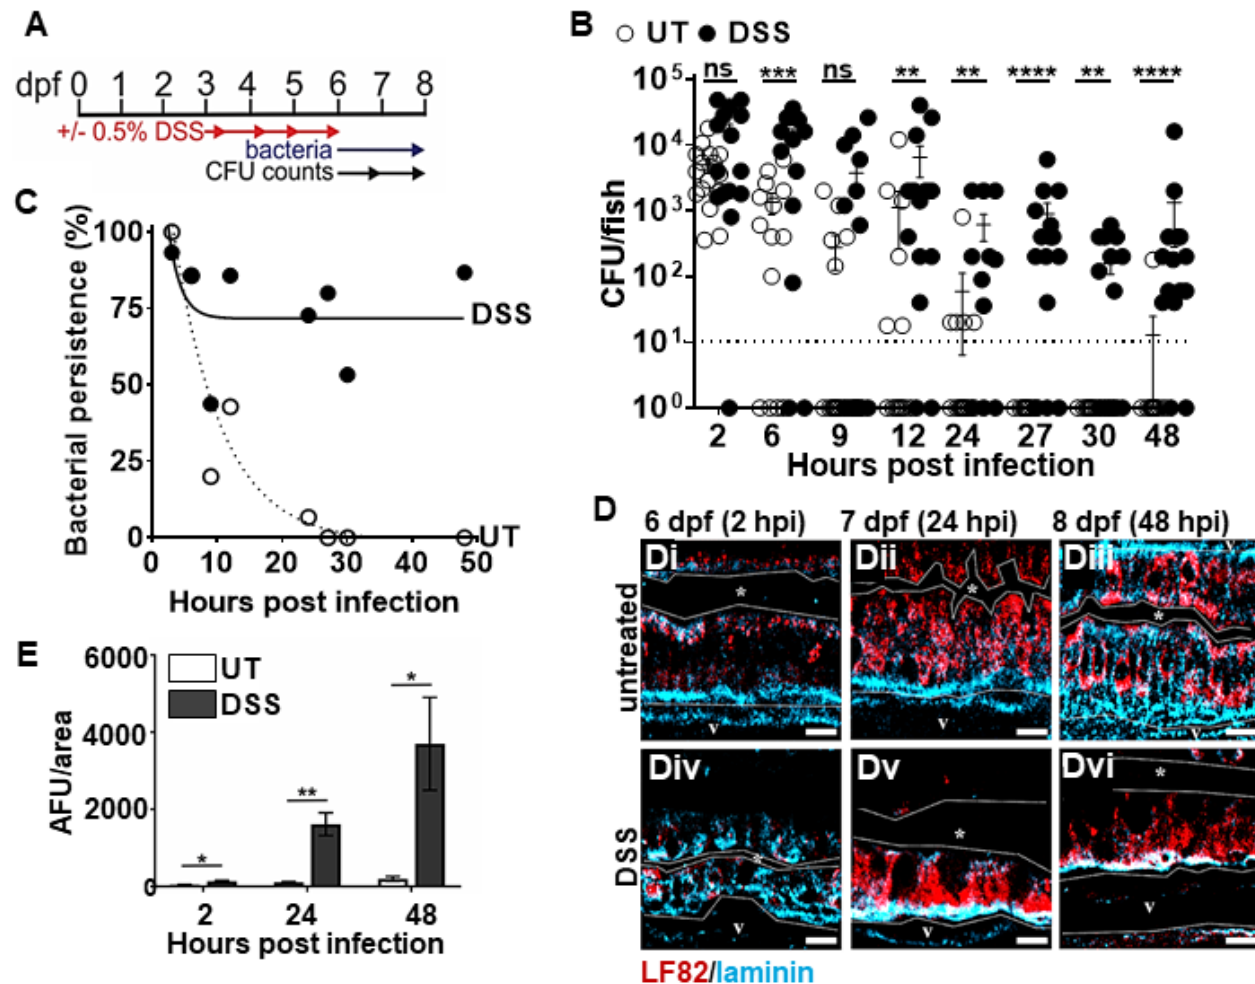 A
dpf 0 1 2 3 4 5 6 7 8
+/- 0.5% DSS
bacteria
CFU counts
B
UT DSS
ns *** ns ** ** **** ** ****
CFU/fish
10^5
10^4
10^3
10^2
10^1
10^0
2 6 9 12 24 27 30 48
Hours post infection
C
Bacterial persistence (%)
100
75
50
25
0
DSS
UT
0 10 20 30 40 50
Hours post infection
D
6 dpf (2 hpi) 7 dpf (24 hpi) 8 dpf (48 hpi)
untreated
Di Dii Diii
* * *
v v v
v
DSS
Div Dv Dvi
* * *
v v v
LF82/laminin
E
AFU/area
6000
4000
2000
0
UT
DSS
* ** *
2 24 48
Hours post infection